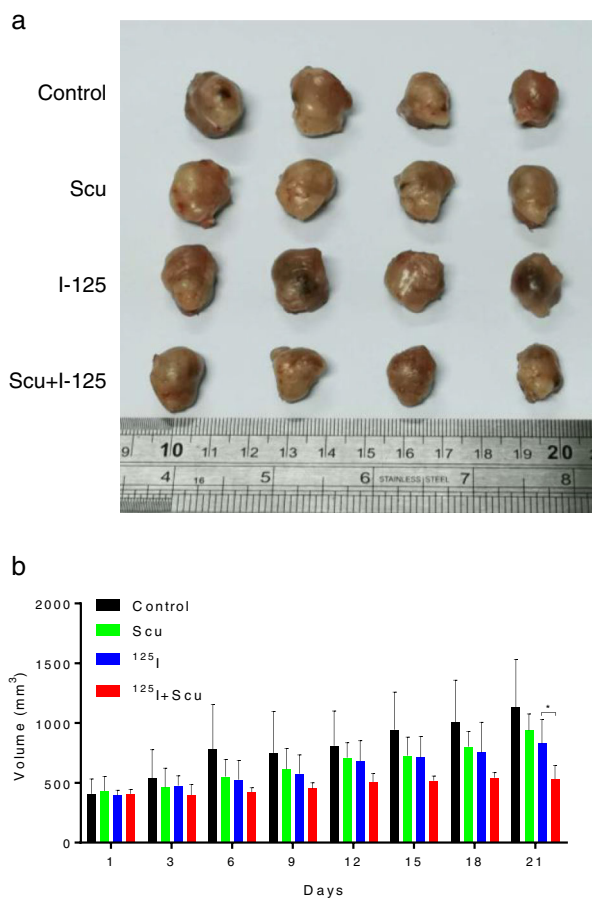 a
Control
Scu
I-125
Scu+I-125
9 10 11 12 13 14 15 16 17 18 19 20
4 16 5 6 STAINLESS STEEL 7 8
b
2000
1500
1000
500
0
Volume (mm³)
Control
Scu
¹²⁵I
¹²⁵I+Scu
*
1 3 6 9 12 15 18 21
Days